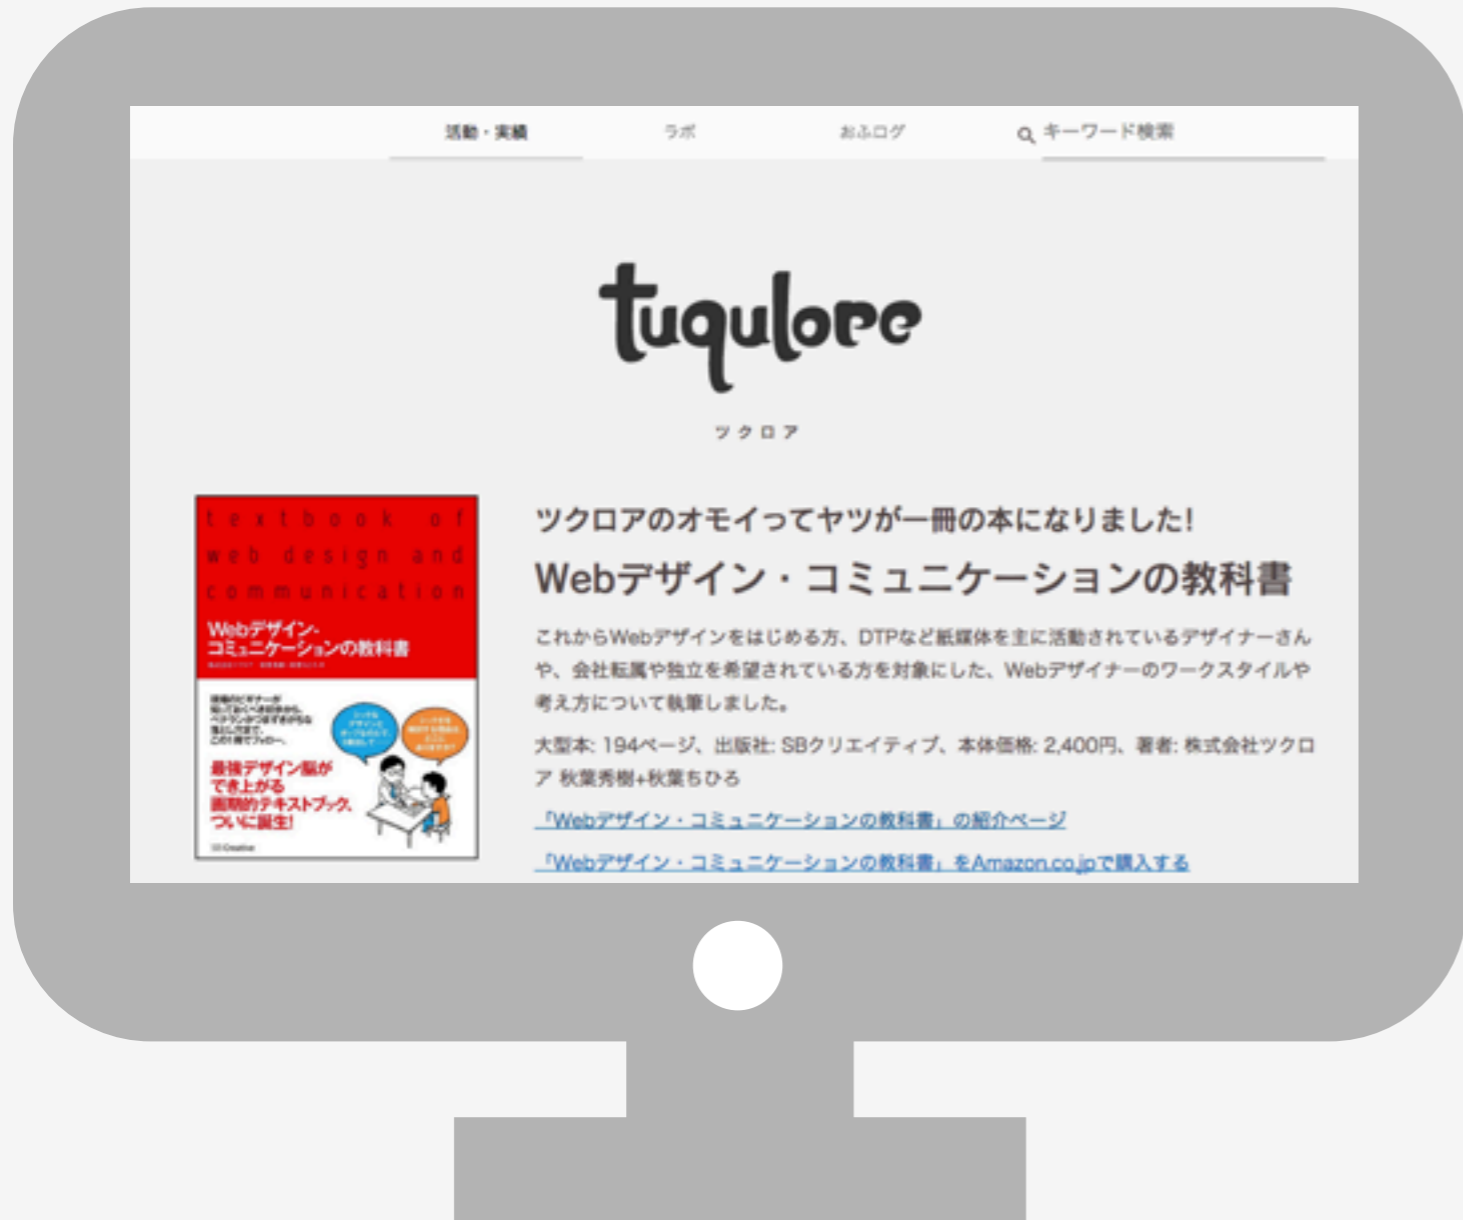 活動・実績
ラボ
おふログ
キーワード検索
tuqulore
ツクロア
textbook of
web design and
communication
Webデザイン・
コミュニケーションの教科書
最強デザイン脳が
でき上がる
画期的テキストブック、
ついに誕生!
ツクロアのオモイってヤツが一冊の本になりました!
Webデザイン・コミュニケーションの教科書
これからWebデザインをはじめる方、DTPなど紙媒体を主に活動されているデザイナーさん
や、会社転属や独立を希望されている方を対象にした、Webデザイナーのワークスタイルや
考え方について執筆しました。
大型本: 194ページ、出版社: SBクリエイティブ、本体価格: 2,400円、著者: 株式会社ツクロ
ア 秋葉秀樹+秋葉ちひろ
「Webデザイン・コミュニケーションの教科書」の紹介ページ
「Webデザイン・コミュニケーションの教科書」をAmazon.co.jpで購入する